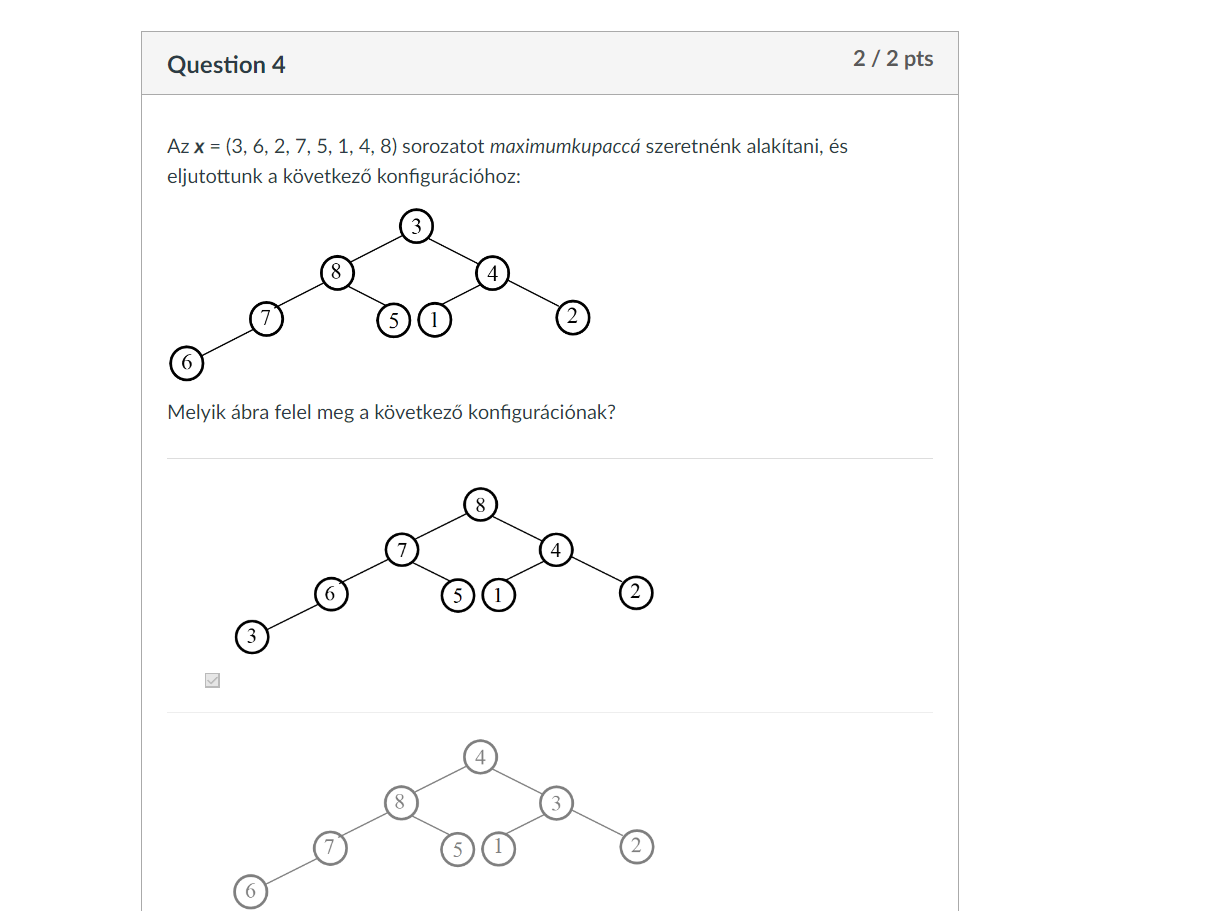 Question 4
2 / 2 pts
Az x = (3, 6, 2, 7, 5, 1, 4, 8) sorozatot maximumkupaccá szeretnénk alakítani, és
eljutottunk a következő konfigurációhoz:
3
8 4
7 5 1 2
6
Melyik ábra felel meg a következő konfigurációnak?
8
7 4
6 5 1 2
3
4
8 3
7 5 1 2
6